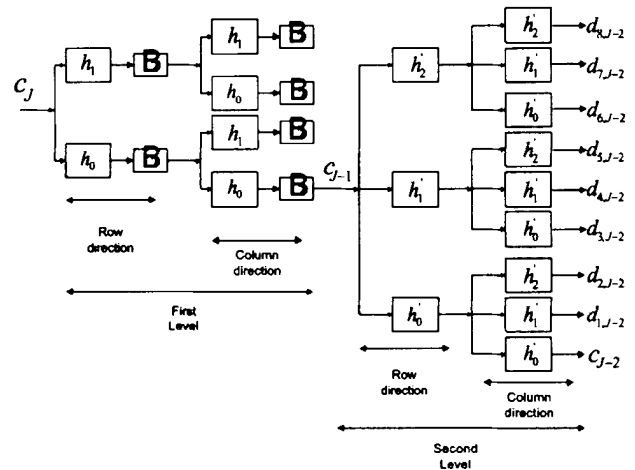 C_J
h_1
B
h_1
B
h_0
B
h_0
B
h_1
B
h_0
B
C_{J-1}
Row
direction
Column
direction
First
Level
h'_2
h'_2
d_{8,J-2}
h'_1
d_{7,J-2}
h'_0
d_{6,J-2}
h'_1
h'_2
d_{5,J-2}
h'_1
d_{4,J-2}
h'_0
d_{3,J-2}
h'_0
h'_2
d_{2,J-2}
h'_1
d_{1,J-2}
h'_0
C_{J-2}
Row
direction
Column
direction
Second
Level